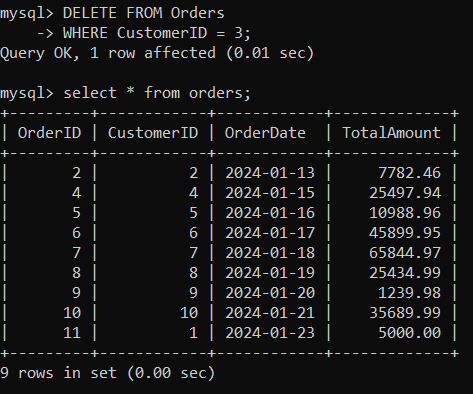 mysql> DELETE FROM Orders
    -> WHERE CustomerID = 3;
Query OK, 1 row affected (0.01 sec)

mysql> select * from orders;
+---------+------------+------------+-------------+
| OrderID | CustomerID | OrderDate  | TotalAmount |
+---------+------------+------------+-------------+
|       2 |          2 | 2024-01-13 |     7782.46 |
|       4 |          4 | 2024-01-15 |    25497.94 |
|       5 |          5 | 2024-01-16 |    10988.96 |
|       6 |          6 | 2024-01-17 |    45899.95 |
|       7 |          7 | 2024-01-18 |    65844.97 |
|       8 |          8 | 2024-01-19 |    25434.99 |
|       9 |          9 | 2024-01-20 |     1239.98 |
|      10 |         10 | 2024-01-21 |    35689.99 |
|      11 |          1 | 2024-01-23 |     5000.00 |
+---------+------------+------------+-------------+
9 rows in set (0.00 sec)